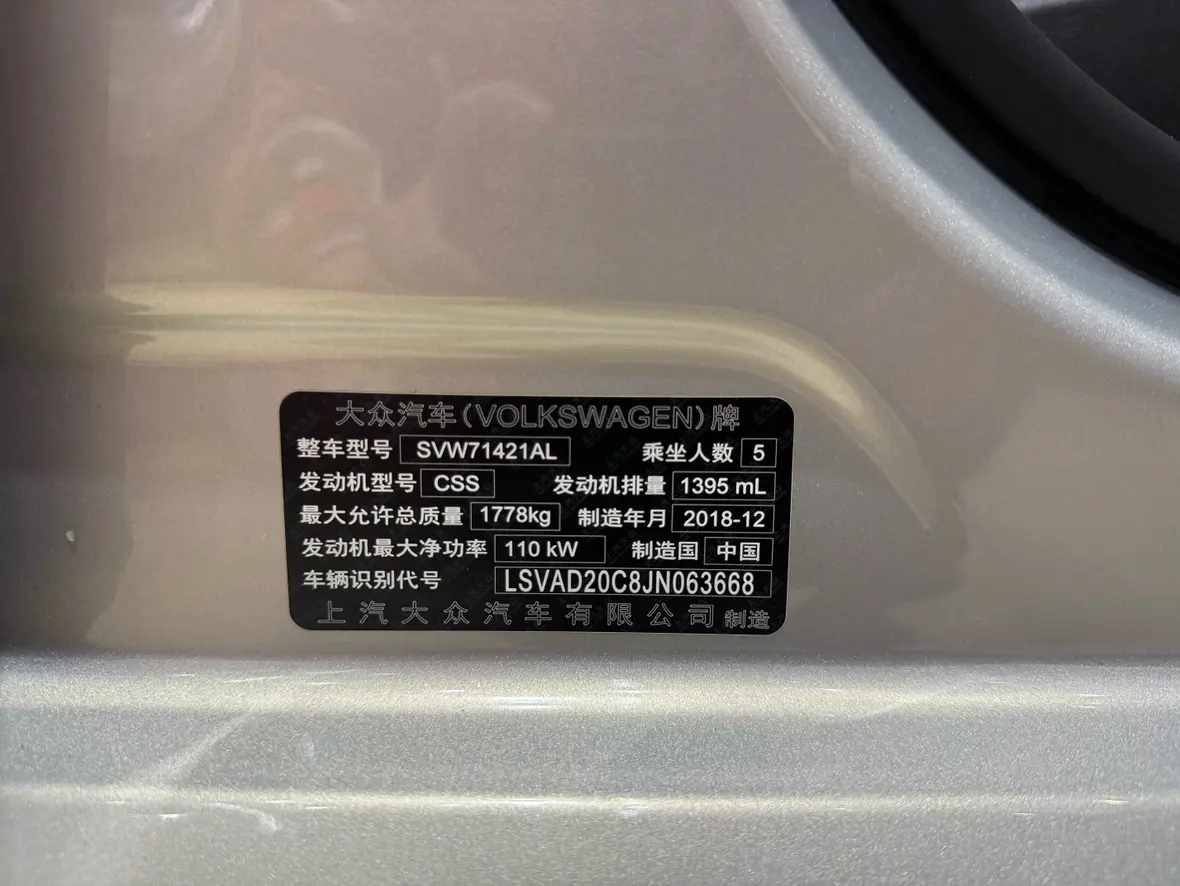 大众汽车(VOLKSWAGEN)牌
整车型号 SVW71421AL 乘坐人数 5
发动机型号 CSS 发动机排量 1395 mL
最大允许总质量 1778kg 制造年月 2018-12
发动机最大净功率 110 kW 制造国 中国
车辆识别代号 LSVAD20C8JN063668
上汽大众汽车有限公司 制造